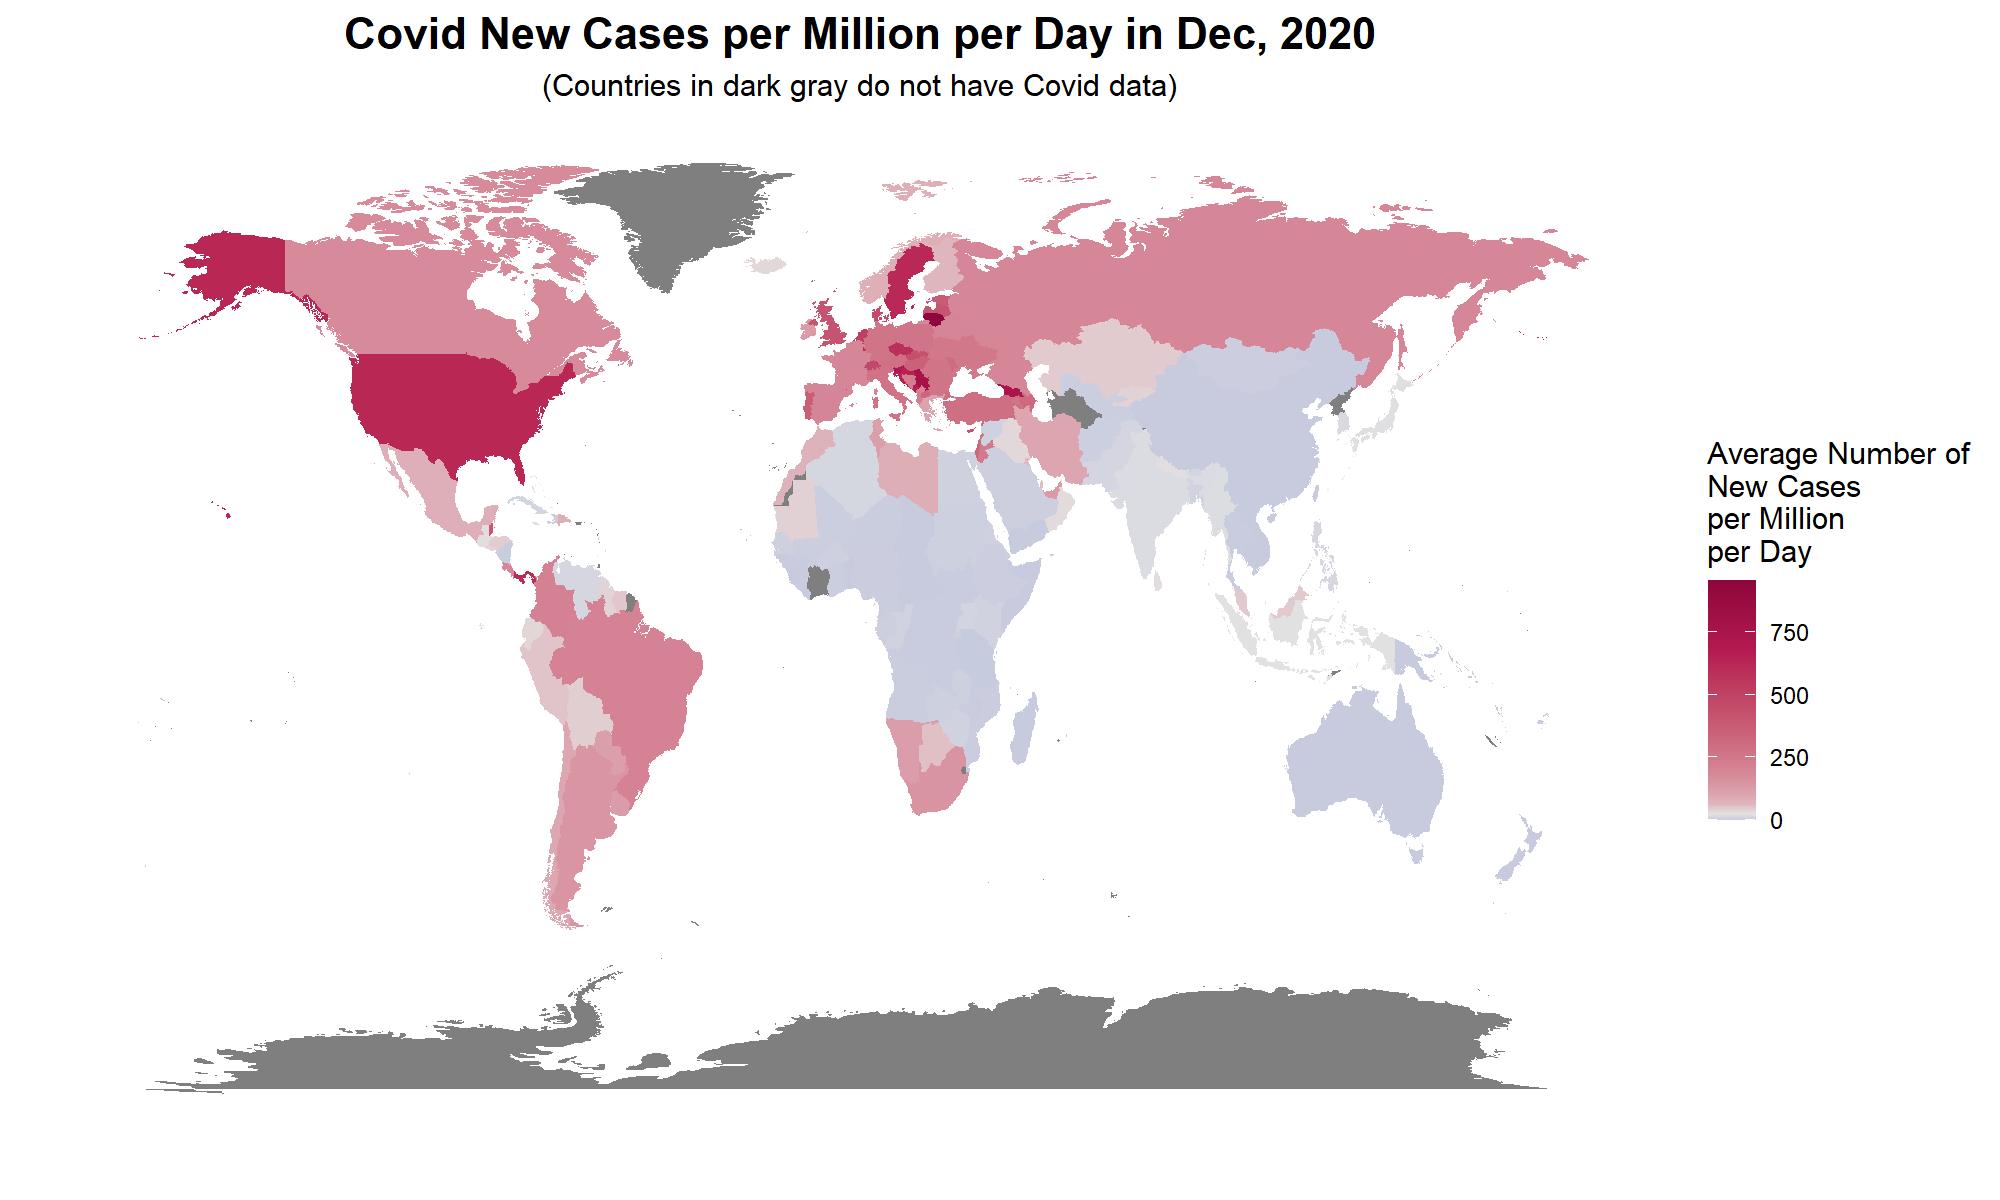 Covid New Cases per Million per Day in Dec, 2020
(Countries in dark gray do not have Covid data)
Average Number of
New Cases
per Million
per Day
750
500
250
0